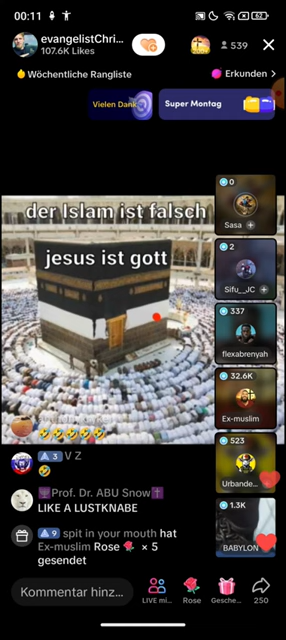 00:11
62
evangelistChri...
107.6K Likes
539
Wöchentliche Rangliste
Erkunden >
Vielen Dank
Super Montag
der Islam ist falsch
jesus ist gott
0
Sasa +
2
Sifu__JC +
337
flexabrenyah
32.6K
Ex-muslim
523
Urbande...
1.3K
BABYLON
3 V Z
Prof. Dr. ABU Snow
LIKE A LUSTKNABE
9 spit in your mouth hat
Ex-muslim Rose × 5
gesendet
Kommentar hinz...
LIVE mi...
Rose
Gesche...
250